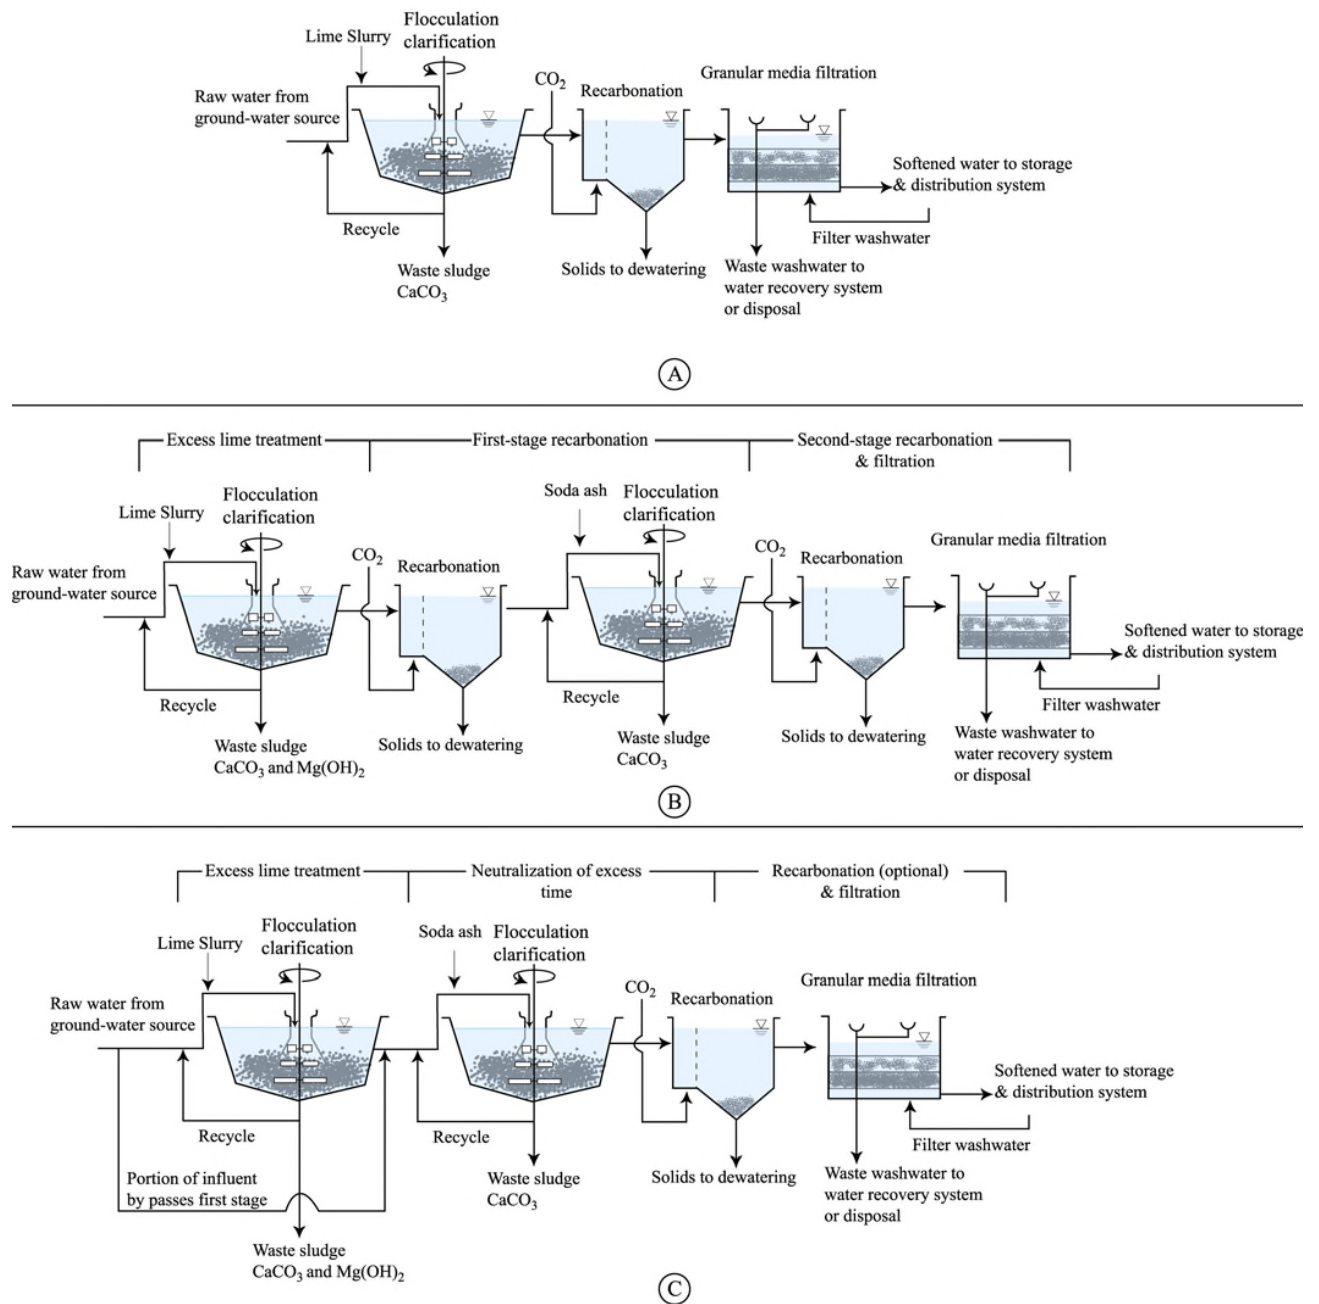 Flocculation
clarification
Lime Slurry
CO₂
Recarbonation
Granular media filtration
Raw water from
ground-water source
Softened water to storage
& distribution system
Recycle
Filter washwater
Waste sludge
CaCO₃
Solids to dewatering
Waste washwater to
water recovery system
or disposal
A
Excess lime treatment
First-stage recarbonation
Second-stage recarbonation
& filtration
Lime Slurry
Flocculation
clarification
Soda ash
Flocculation
clarification
Raw water from
ground-water source
CO₂
Recarbonation
CO₂
Recarbonation
Granular media filtration
Softened water to storage
& distribution system
Recycle
Recycle
Filter washwater
Waste sludge
CaCO₃ and Mg(OH)₂
Solids to dewatering
Waste sludge
CaCO₃
Solids to dewatering
Waste washwater to
water recovery system
or disposal
B
Excess lime treatment
Neutralization of excess
time
Recarbonation (optional)
& filtration
Lime Slurry
Flocculation
clarification
Soda ash
Flocculation
clarification
Raw water from
ground-water source
CO₂
Recarbonation
Granular media filtration
Softened water to storage
& distribution system
Recycle
Recycle
Filter washwater
Portion of influent
by passes first stage
Waste sludge
CaCO₃
Solids to dewatering
Waste washwater to
water recovery system
or disposal
Waste sludge
CaCO₃ and Mg(OH)₂
C